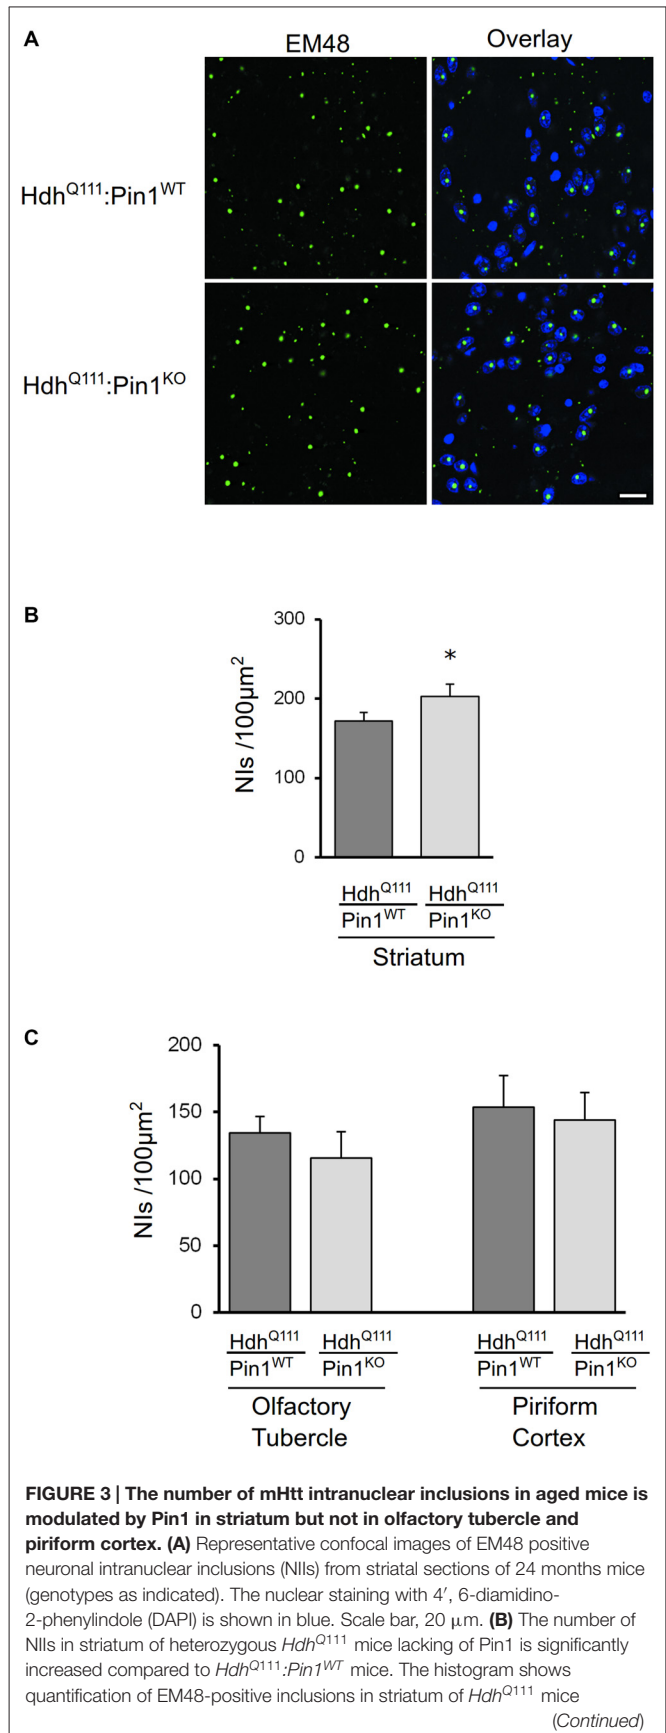 A
EM48 Overlay
Hdh^Q111:Pin1^WT
Hdh^Q111:Pin1^KO
B
300
200
100
0
NIs /100µm²
*
Hdh^Q111 Hdh^Q111
Pin1^WT Pin1^KO
Striatum
C
200
150
100
50
0
NIs /100µm²
Hdh^Q111 Hdh^Q111 Hdh^Q111 Hdh^Q111
Pin1^WT Pin1^KO Pin1^WT Pin1^KO
Olfactory Piriform
Tubercle Cortex
FIGURE 3 | The number of mHtt intranuclear inclusions in aged mice is
modulated by Pin1 in striatum but not in olfactory tubercle and
piriform cortex. (A) Representative confocal images of EM48 positive
neuronal intranuclear inclusions (NIIs) from striatal sections of 24 months mice
(genotypes as indicated). The nuclear staining with 4′, 6-diamidino-
2-phenylindole (DAPI) is shown in blue. Scale bar, 20 µm. (B) The number of
NIIs in striatum of heterozygous Hdh^Q111 mice lacking of Pin1 is significantly
increased compared to Hdh^Q111:Pin1^WT mice. The histogram shows
quantification of EM48-positive inclusions in striatum of Hdh^Q111 mice
(Continued)